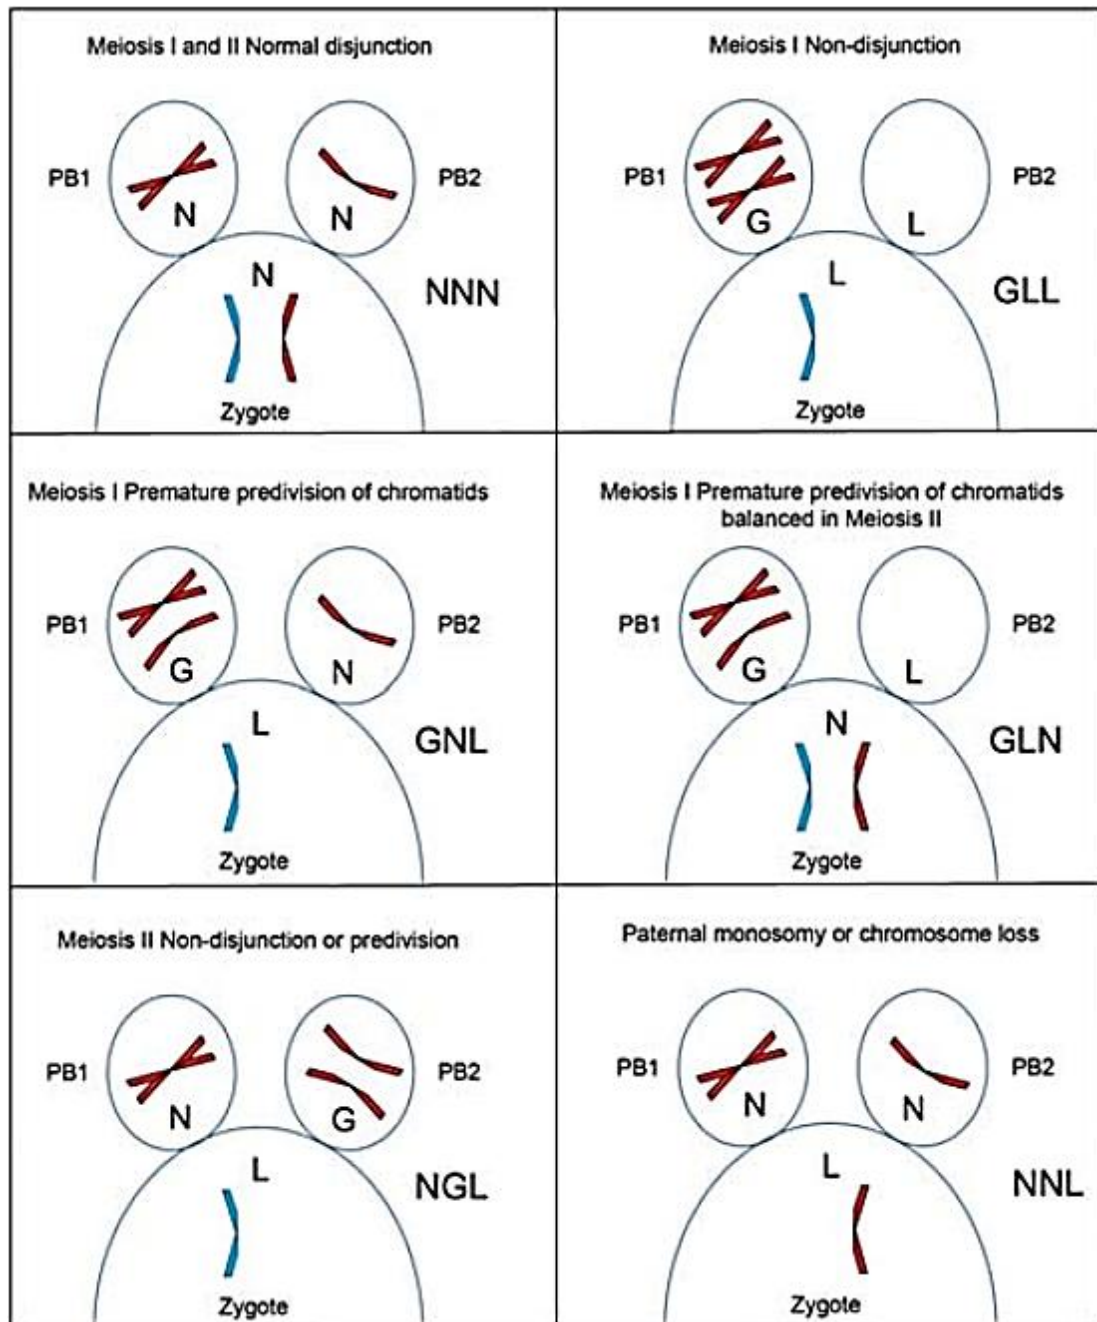 Meiosis I and II Normal disjunction
PB1
N
N
PB2
N
NNN
Zygote
Meiosis I Non-disjunction
PB1
G
L
PB2
L
GLL
Zygote
Meiosis I Premature predivision of chromatids
PB1
G
N
PB2
L
GNL
Zygote
Meiosis I Premature predivision of chromatids
balanced in Meiosis II
PB1
G
L
PB2
N
GLN
Zygote
Meiosis II Non-disjunction or predivision
PB1
N
G
PB2
L
NGL
Zygote
Paternal monosomy or chromosome loss
PB1
N
N
PB2
L
NNL
Zygote